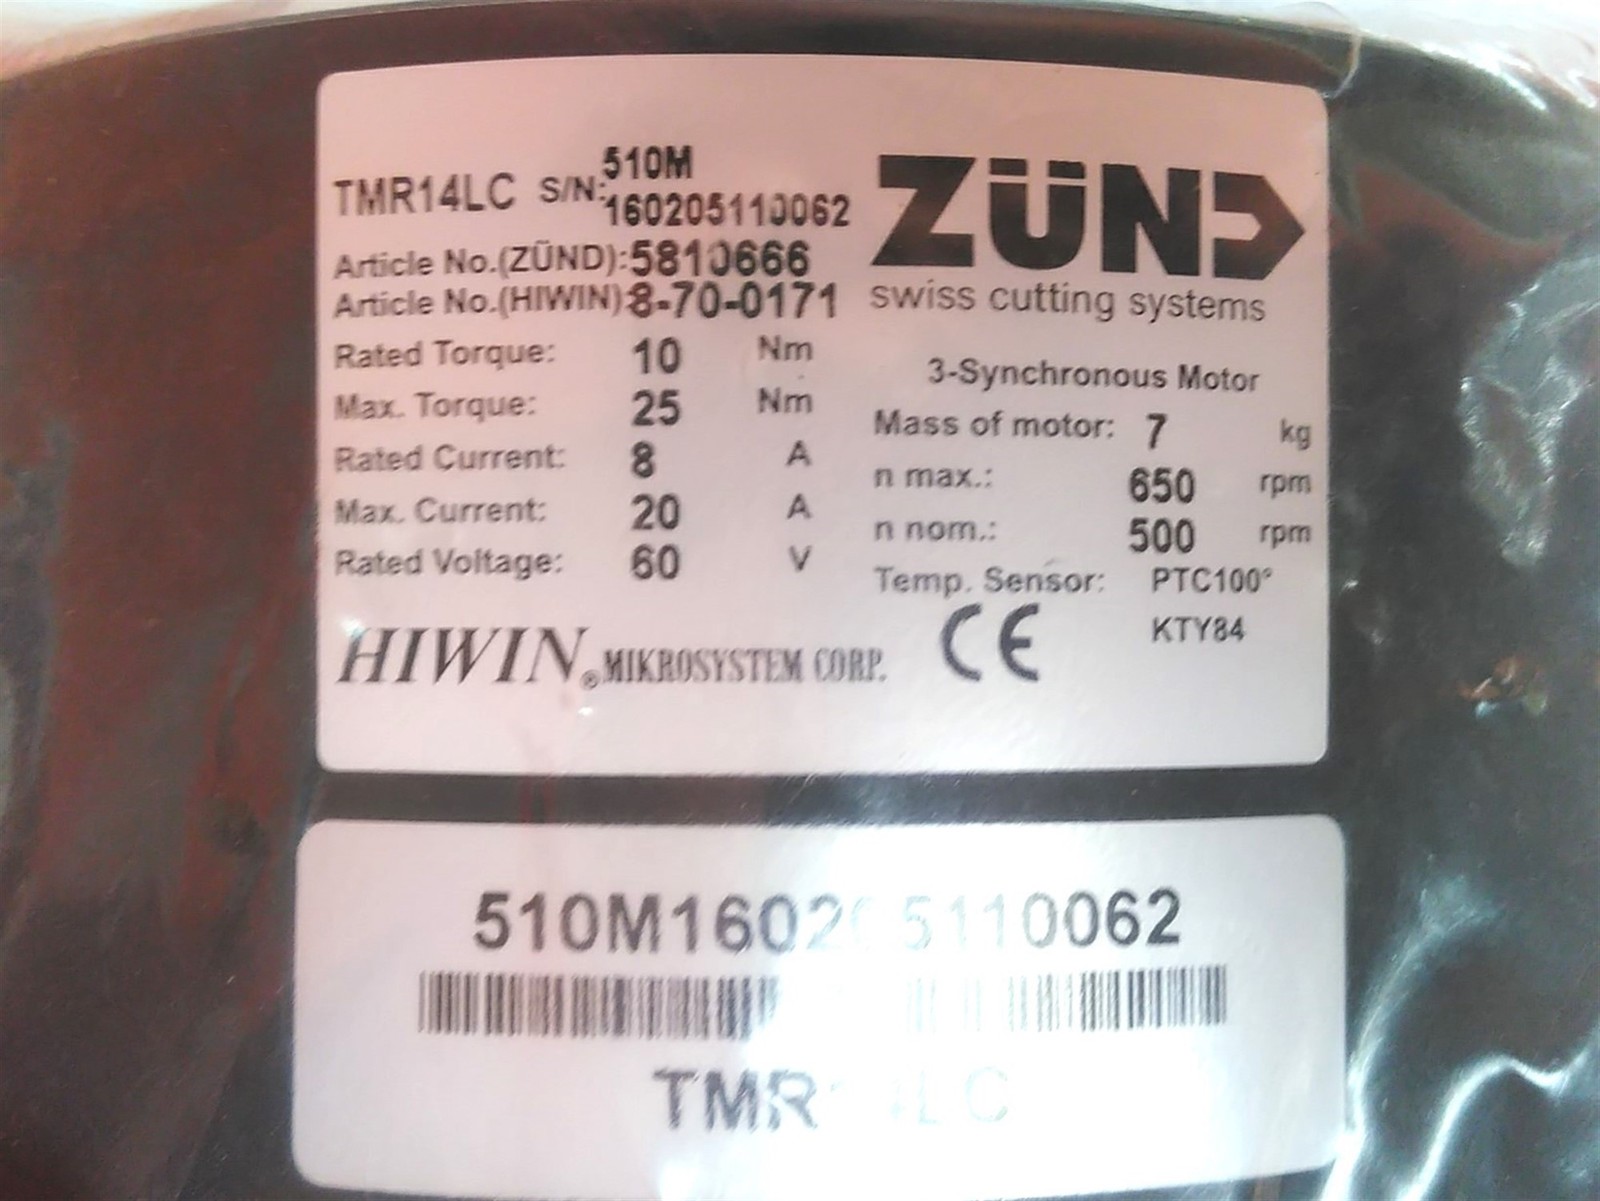 TMR14LC S/N: 510M
160205110062
Article No.(ZÜND): 5810666
Article No.(HIWIN) 8-70-0171
Rated Torque: 10 Nm
Max. Torque: 25 Nm
Rated Current: 8 A
Max. Current: 20 A
Rated Voltage: 60 V
HIWIN® MIKROSYSTEM CORP.
ZÜND
swiss cutting systems
3-Synchronous Motor
Mass of motor: 7 kg
n max.: 650 rpm
n nom.: 500 rpm
Temp. Sensor: PTC100°
KTY84
CE
510M160205110062
TMR14LC